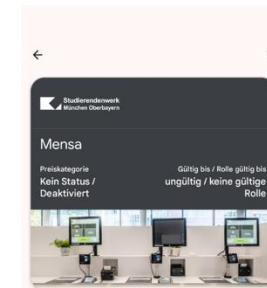 Studierendenwerk
München Oberbayern
Mensa
Preiskategorie
Kein Status /
Deaktiviert
Gültig bis / Rolle gültig bis
ungültig / keine gültige
Rolle